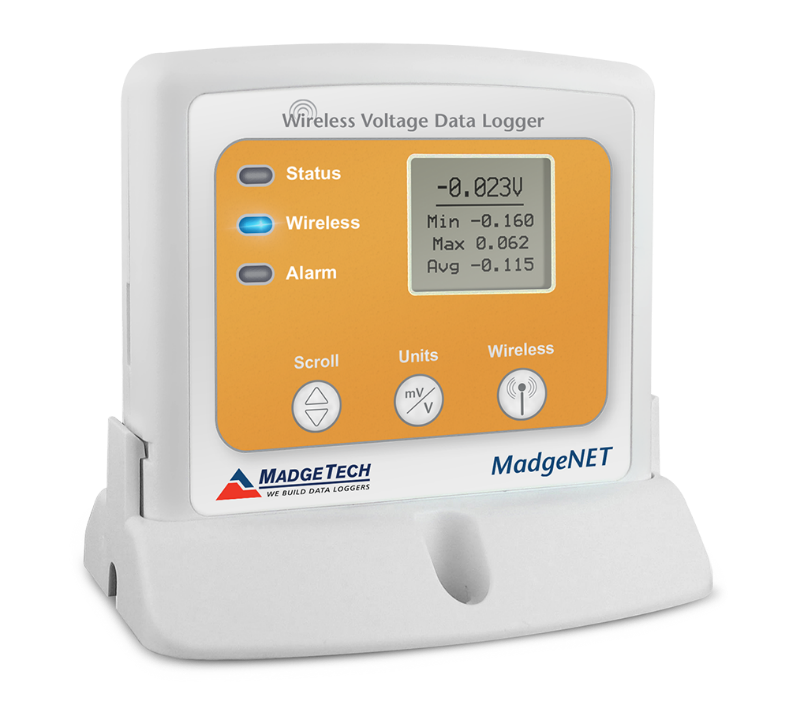 Wireless Voltage Data Logger
Status
Wireless
Alarm
-0.023V
Min -0.160
Max 0.062
Avg -0.115
Scroll
Units
Wireless
mV/V
MADGETECH
WE BUILD DATA LOGGERS
MadgeNET